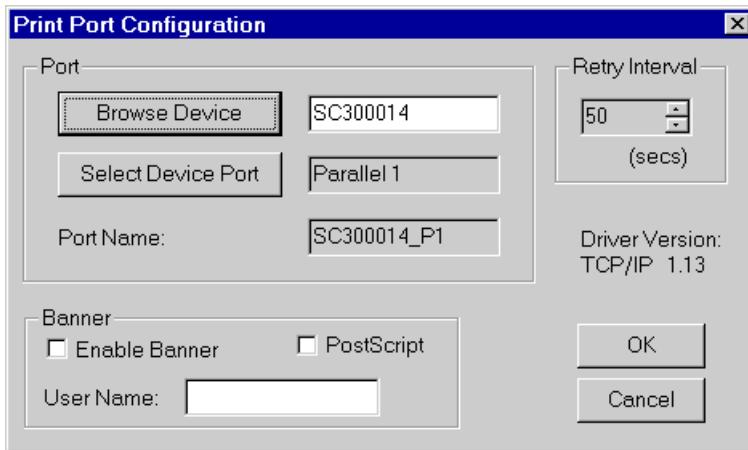 Print Port Configuration
Port
Browse Device
SC300014
Select Device Port
Parallel 1
Port Name:
SC300014_P1
Retry Interval
50
(secs)
Driver Version:
TCP/IP 1.13
Banner
Enable Banner
PostScript
User Name:
OK
Cancel